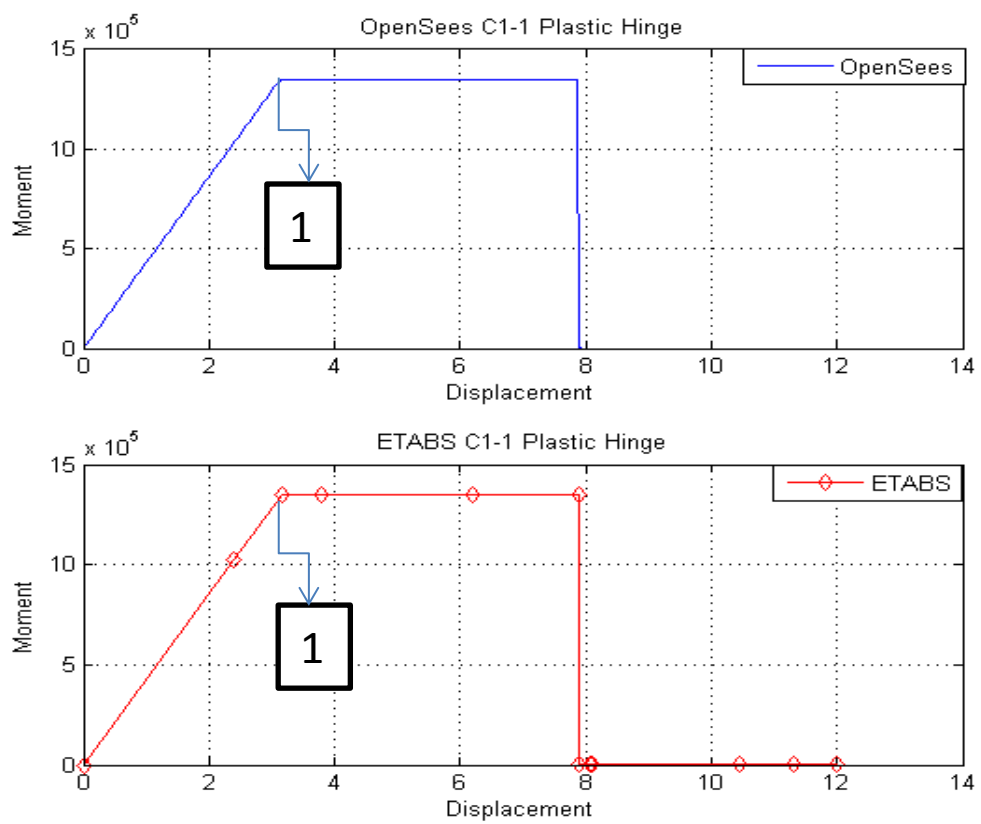 OpenSees C1-1 Plastic Hinge
x 10^5
15
10
5
0
Moment
OpenSees
1
0 2 4 6 8 10 12 14
Displacement
ETABS C1-1 Plastic Hinge
x 10^5
15
10
5
0
Moment
ETABS
1
0 2 4 6 8 10 12 14
Displacement